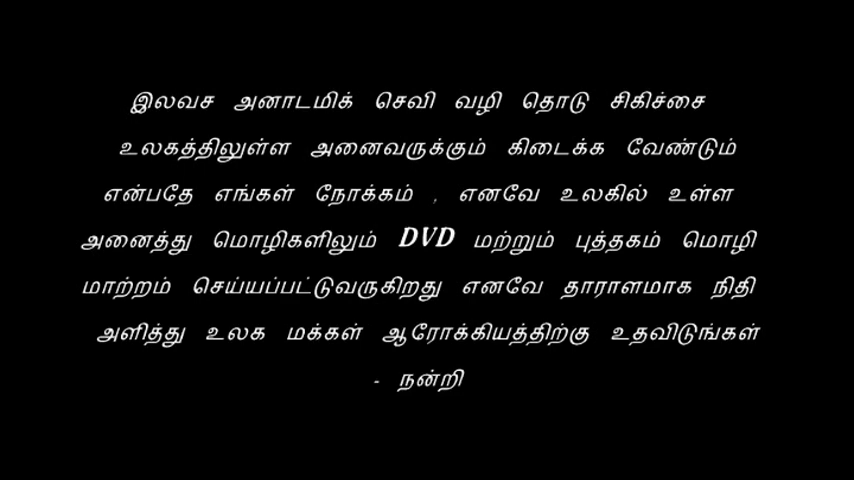 இலவச அனாடமிக் செவி வழி தொடு சிகிச்சை
உலகத்திலுள்ள அனைவருக்கும் கிடைக்க வேண்டும்
என்பதே எங்கள் நோக்கம் , எனவே உலகில் உள்ள
அனைத்து மொழிகளிலும் DVD மற்றும் புத்தகம் மொழி
மாற்றம் செய்யப்பட்டுவருகிறது எனவே தாராளமாக நிதி
அளித்து உலக மக்கள் ஆரோக்கியத்திற்கு உதவிடுங்கள்
- நன்றி